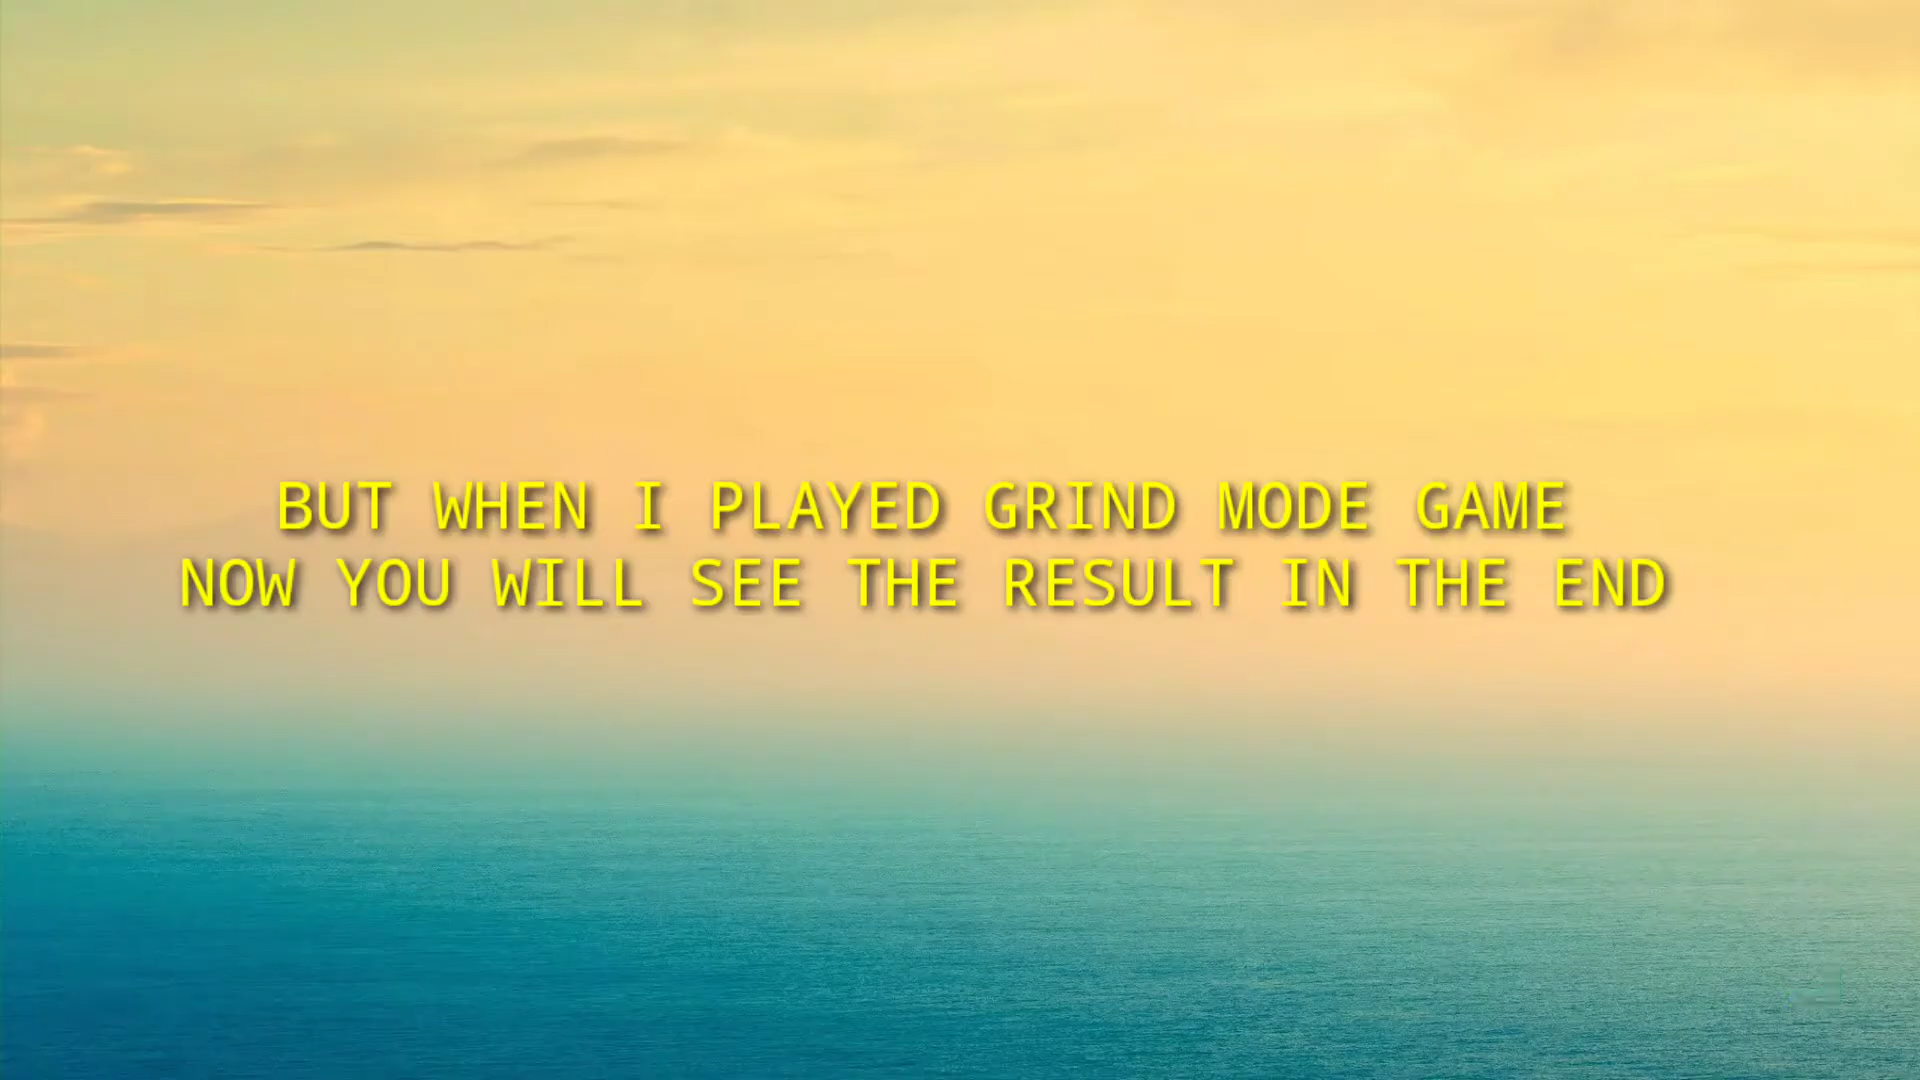 BUT WHEN I PLAYED GRIND MODE GAME
NOW YOU WILL SEE THE RESULT IN THE END